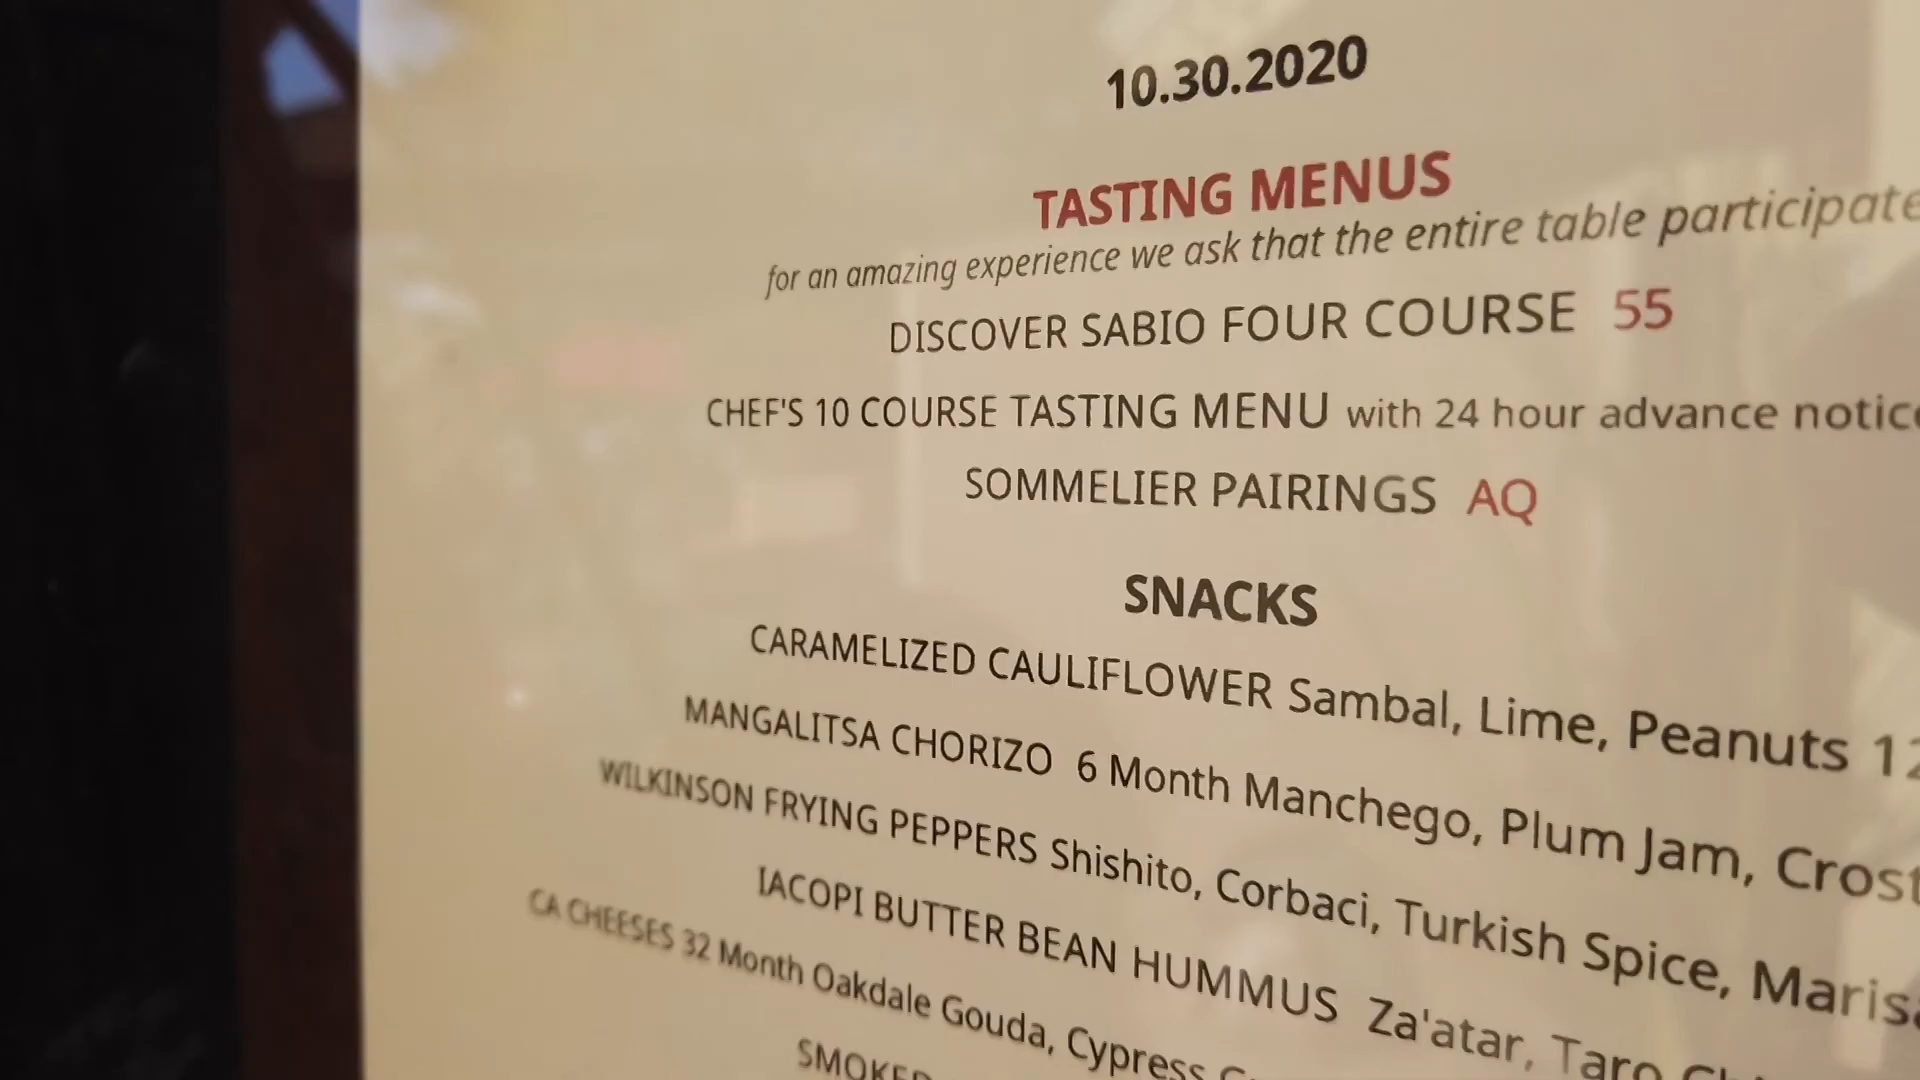 10.30.2020
TASTING MENUS
for an amazing experience we ask that the entire table participate
DISCOVER SABIO FOUR COURSE 55
CHEF'S 10 COURSE TASTING MENU with 24 hour advance notice
SOMMELIER PAIRINGS AQ
SNACKS
CARAMELIZED CAULIFLOWER Sambal, Lime, Peanuts 12
MANGALITSA CHORIZO 6 Month Manchego, Plum Jam, Crost
WILKINSON FRYING PEPPERS Shishito, Corbaci, Turkish Spice, Maris
IACOPI BUTTER BEAN HUMMUS Za'atar, Taro
CA CHEESES 32 Month Oakdale Gouda, Cypress
SMOKED